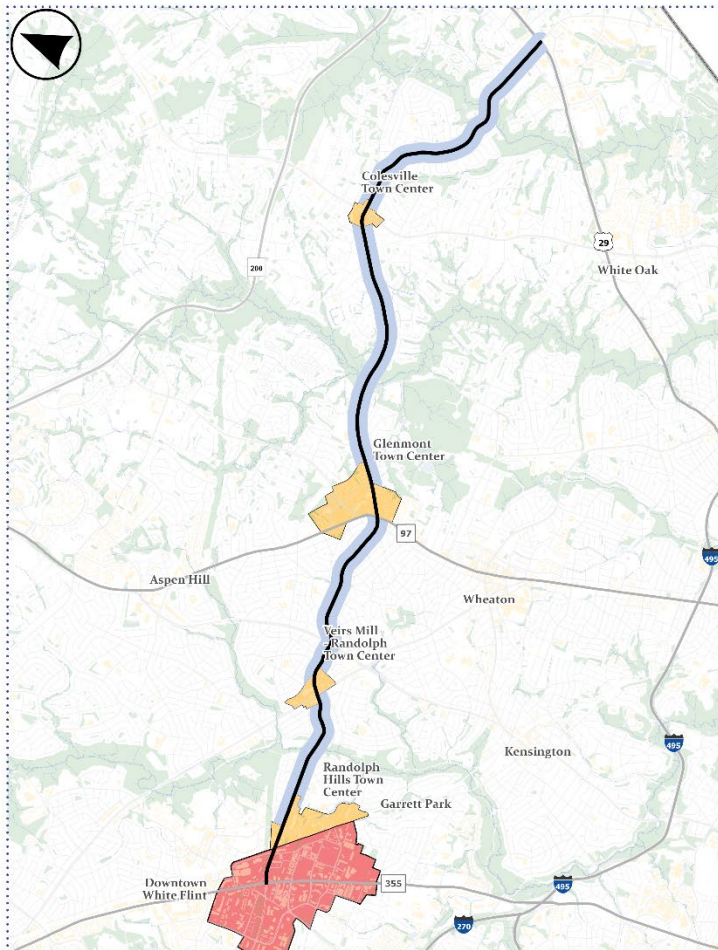 Colesville
Town Center
29
White Oak
200
Glenmont
Town Center
97
495
Aspen Hill
Wheaton
Veirs Mill
-Randolph
Town Center
495
Kensington
Randolph
Hills Town
Center
Garrett Park
Downtown
White Flint
355
495
270